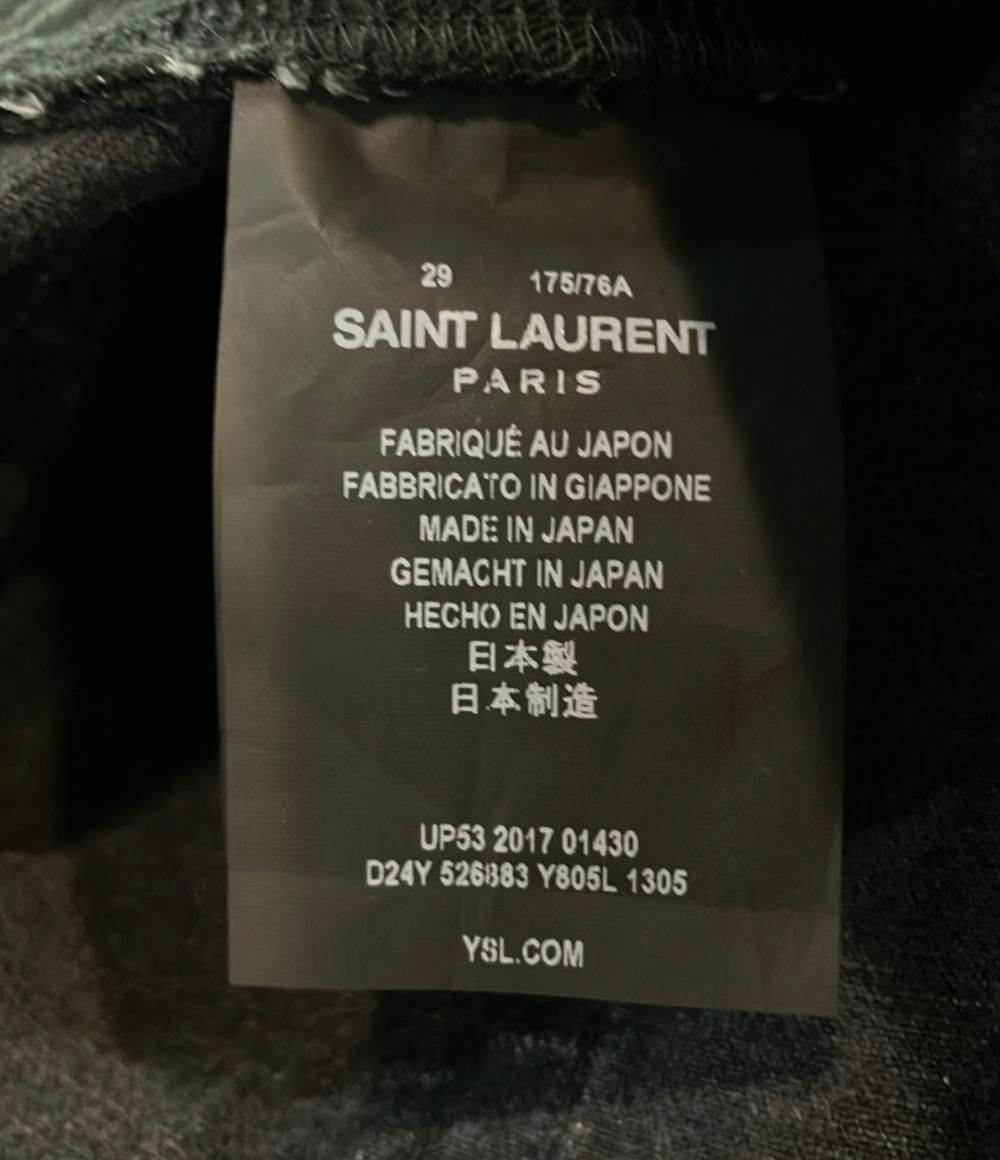 29 175/76A
SAINT LAURENT
PARIS
FABRIQUÉ AU JAPON
FABBRICATO IN GIAPPONE
MADE IN JAPAN
GEMACHT IN JAPAN
HECHO EN JAPON
日本製
日本制造
UP53 2017 01430
D24Y 526883 Y805L 1305
YSL.COM